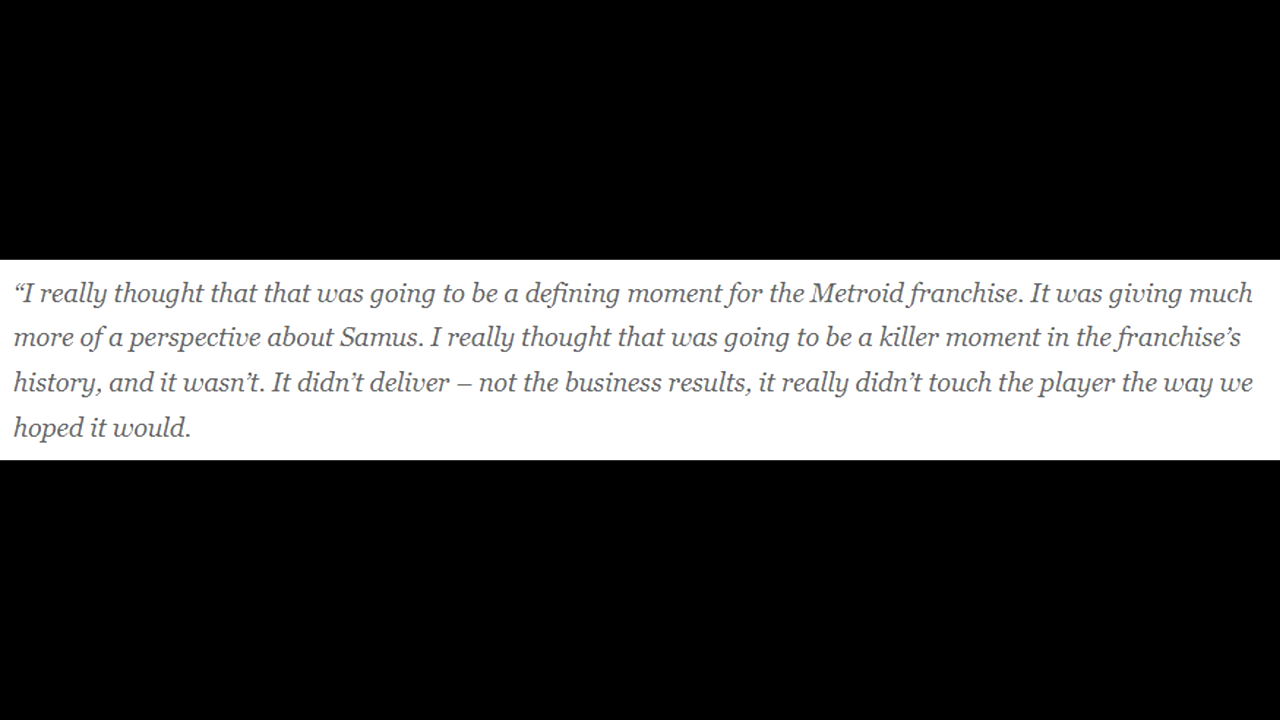 “I really thought that that was going to be a defining moment for the Metroid franchise. It was giving much
more of a perspective about Samus. I really thought that was going to be a killer moment in the franchise’s
history, and it wasn’t. It didn’t deliver – not the business results, it really didn’t touch the player the way we
hoped it would.